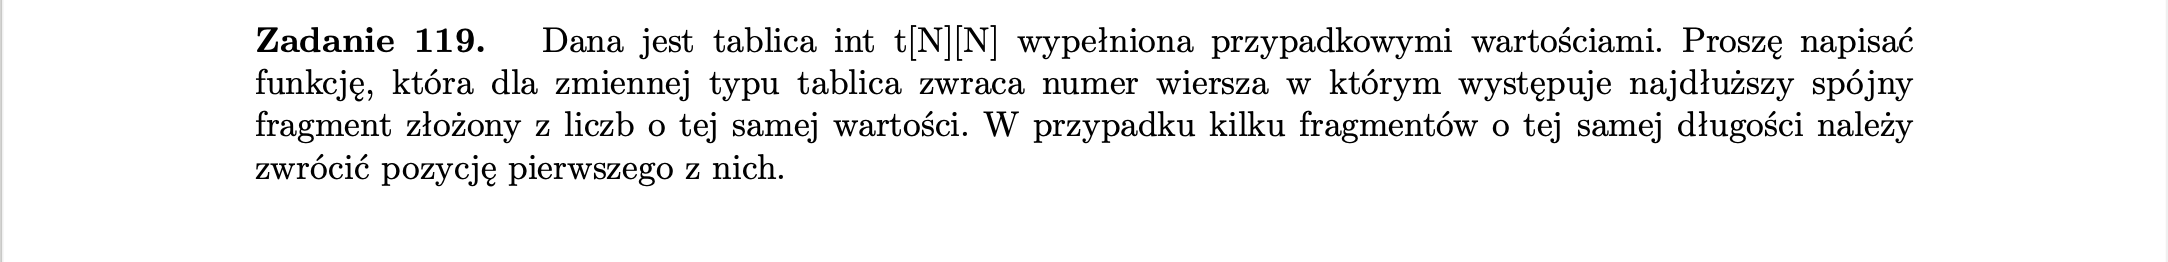 Zadanie 119. Dana jest tablica int t[N][N] wypełniona przypadkowymi wartościami. Proszę napisać
funkcję, która dla zmiennej typu tablica zwraca numer wiersza w którym występuje najdłuższy spójny
fragment złożony z liczb o tej samej wartości. W przypadku kilku fragmentów o tej samej długości należy
zwrócić pozycję pierwszego z nich.